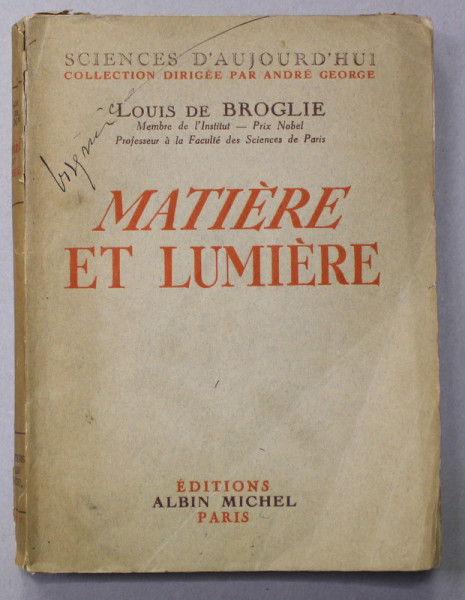 SCIENCES D'AUJOURD'HUI
COLLECTION DIRIGÉE PAR ANDRÉ GEORGE
LOUIS DE BROGLIE
Membre de l'Institut — Prix Nobel
Professeur à la Faculté des Sciences de Paris
MATIÈRE
ET LUMIÈRE
ÉDITIONS
ALBIN MICHEL
PARIS